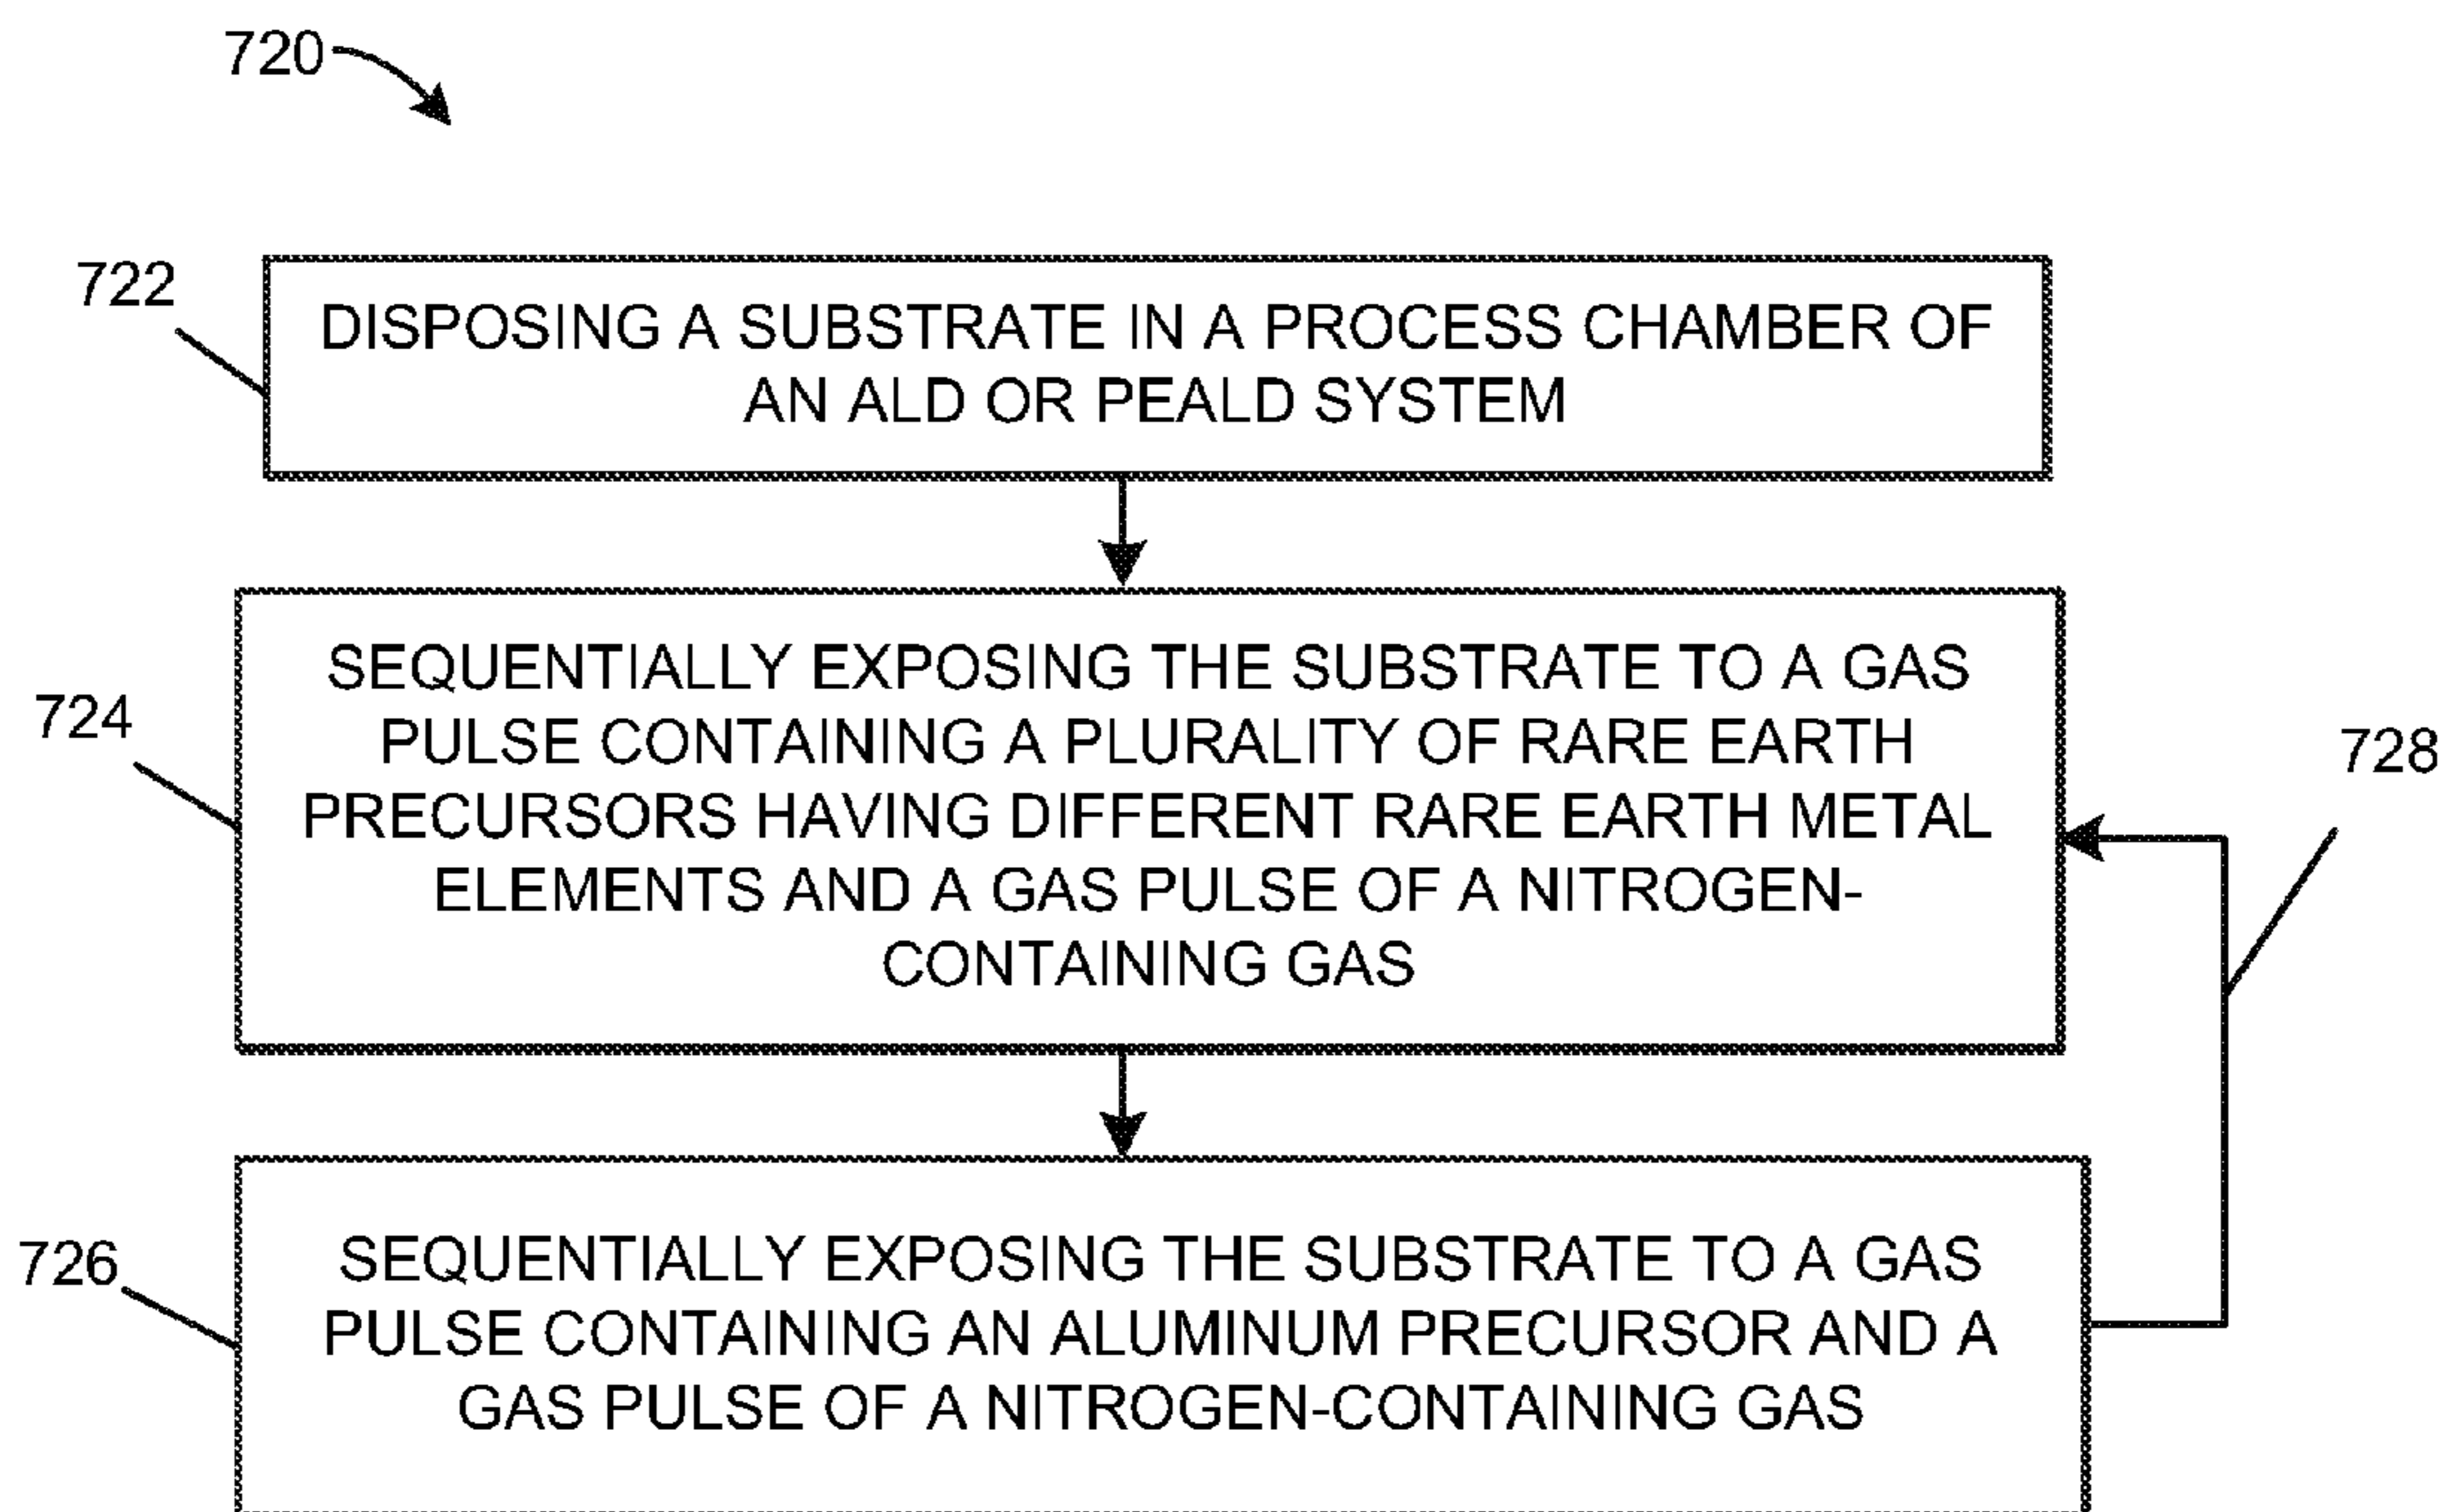 720
722
DISPOSING A SUBSTRATE IN A PROCESS CHAMBER OF
AN ALD OR PEALD SYSTEM
724
SEQUENTIALLY EXPOSING THE SUBSTRATE TO A GAS
PULSE CONTAINING A PLURALITY OF RARE EARTH
PRECURSORS HAVING DIFFERENT RARE EARTH METAL
ELEMENTS AND A GAS PULSE OF A NITROGEN-
CONTAINING GAS
728
726
SEQUENTIALLY EXPOSING THE SUBSTRATE TO A GAS
PULSE CONTAINING AN ALUMINUM PRECURSOR AND A
GAS PULSE OF A NITROGEN-CONTAINING GAS